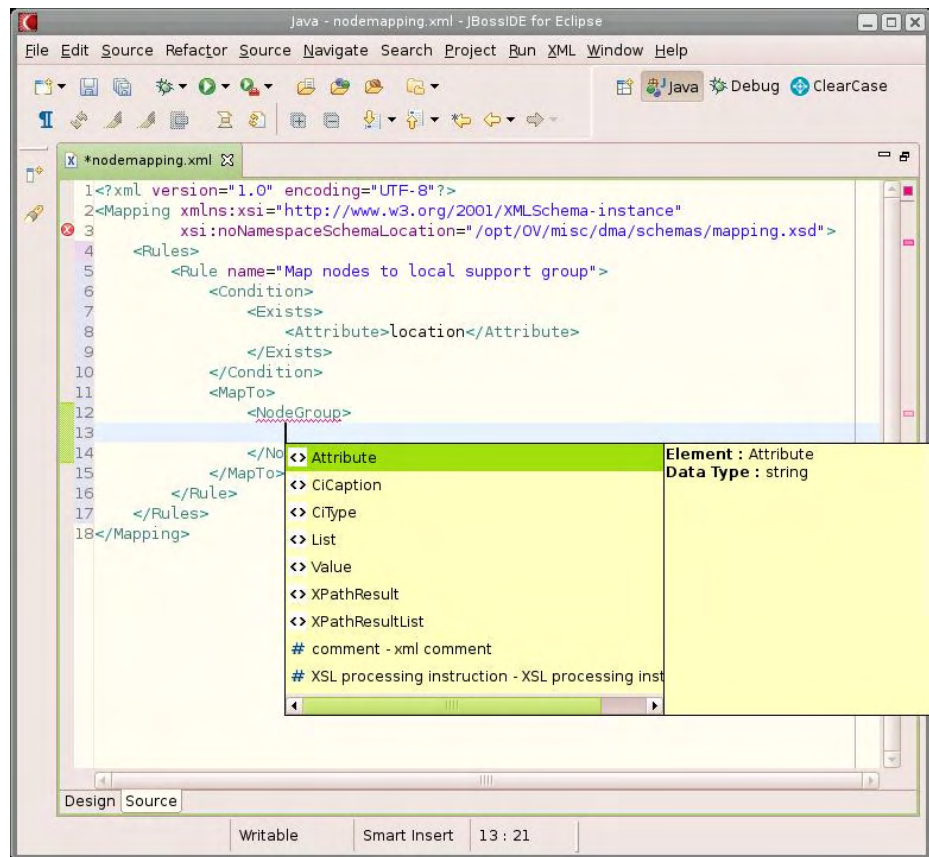 Java - nodemapping.xml - JBossIDE for Eclipse
File Edit Source Refactor Source Navigate Search Project Run XML Window Help
Java Debug ClearCase
*nodemapping.xml
1<?xml version="1.0" encoding="UTF-8"?>
2<Mapping xmlns:xsi="http://www.w3.org/2001/XMLSchema-instance"
3 xsi:noNamespaceSchemaLocation="/opt/OV/misc/dma/schemas/mapping.xsd">
4 <Rules>
5 <Rule name="Map nodes to local support group">
6 <Condition>
7 <Exists>
8 <Attribute>location</Attribute>
9 </Exists>
10 </Condition>
11 <MapTo>
12 <NodeGroup>
13
14 </No
15 </MapTo>
16 </Rule>
17 </Rules>
18</Mapping>
<> Attribute
<> CiCaption
<> CiType
<> List
<> Value
<> XPathResult
<> XPathResultList
# comment - xml comment
# XSL processing instruction - XSL processing inst
Element : Attribute
Data Type : string
Design Source
Writable Smart Insert 13 : 21